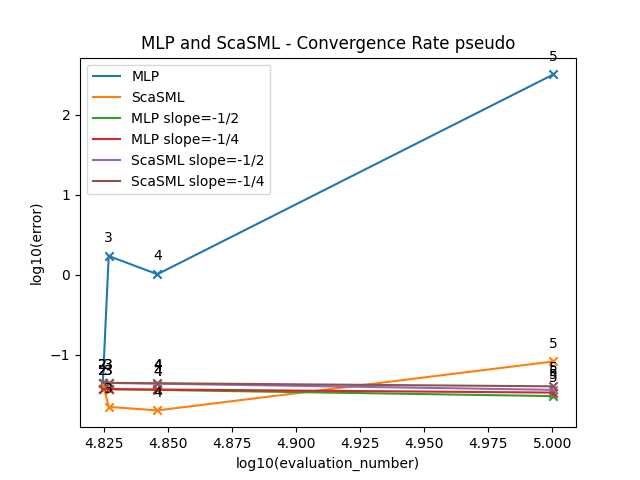 MLP and ScaSML - Convergence Rate pseudo
MLP
ScaSML
MLP slope=-1/2
MLP slope=-1/4
ScaSML slope=-1/2
ScaSML slope=-1/4
5
3
4
5
4
4
4
3
log10(error)
2
1
0
−1
4.825 4.850 4.875 4.900 4.925 4.950 4.975 5.000
log10(evaluation_number)